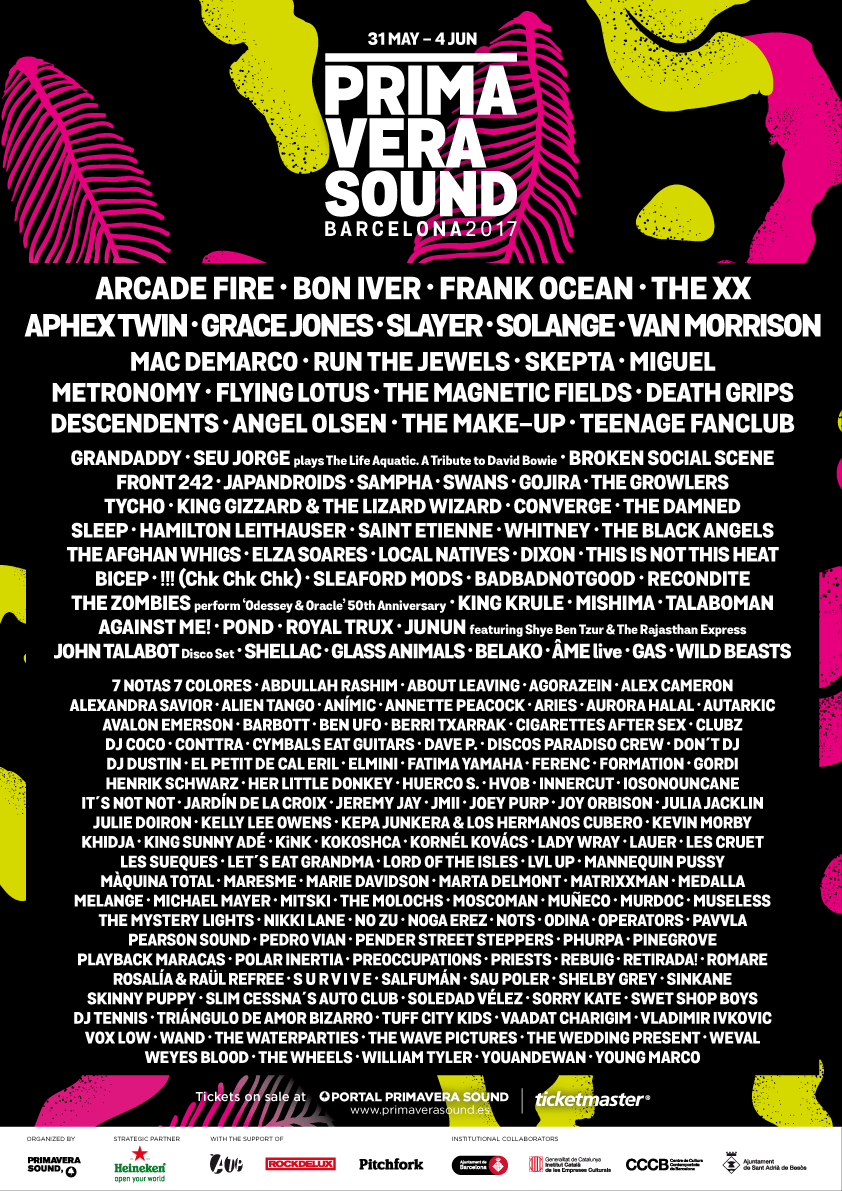 31 MAY – 4 JUN
PRIMA
VERA
SOUND
BARCELONA2017
ARCADE FIRE · BON IVER · FRANK OCEAN · THE XX
APHEX TWIN · GRACE JONES · SLAYER · SOLANGE · VAN MORRISON
MAC DEMARCO · RUN THE JEWELS · SKEPTA · MIGUEL
METRONOMY · FLYING LOTUS · THE MAGNETIC FIELDS · DEATH GRIPS
DESCENDENTS · ANGEL OLSEN · THE MAKE–UP · TEENAGE FANCLUB
GRANDADDY · SEU JORGE plays The Life Aquatic. A Tribute to David Bowie · BROKEN SOCIAL SCENE
FRONT 242 · JAPANDROIDS · SAMPHA · SWANS · GOJIRA · THE GROWLERS
TYCHO · KING GIZZARD & THE LIZARD WIZARD · CONVERGE · THE DAMNED
SLEEP · HAMILTON LEITHAUSER · SAINT ETIENNE · WHITNEY · THE BLACK ANGELS
THE AFGHAN WHIGS · ELZA SOARES · LOCAL NATIVES · DIXON · THIS IS NOT THIS HEAT
BICEP · !!! (Chk Chk Chk) · SLEAFORD MODS · BADBADNOTGOOD · RECONDITE
THE ZOMBIES perform ‘Odessey & Oracle’ 50th Anniversary · KING KRULE · MISHIMA · TALABOMAN
AGAINST ME! · POND · ROYAL TRUX · JUNUN featuring Shye Ben Tzur & The Rajasthan Express
JOHN TALABOT Disco Set · SHELLAC · GLASS ANIMALS · BELAKO · ÂME live · GAS · WILD BEASTS
7 NOTAS 7 COLORES · ABDULLAH RASHIM · ABOUT LEAVING · AGORAZEIN · ALEX CAMERON
ALEXANDRA SAVIOR · ALIEN TANGO · ANÍMIC · ANNETTE PEACOCK · ARIES · AURORA HALAL · AUTARKIC
AVALON EMERSON · BARBOTT · BEN UFO · BERRI TXARRAK · CIGARETTES AFTER SEX · CLUBZ
DJ COCO · CONTTRA · CYMBALS EAT GUITARS · DAVE P. · DISCOS PARADISO CREW · DON´T DJ
DJ DUSTIN · EL PETIT DE CAL ERIL · ELMINI · FATIMA YAMAHA · FERENC · FORMATION · GORDI
HENRIK SCHWARZ · HER LITTLE DONKEY · HUERCO S. · HVOB · INNERCUT · IOSONOUNCANE
IT´S NOT NOT · JARDÍN DE LA CROIX · JEREMY JAY · JMII · JOEY PURP · JOY ORBISON · JULIA JACKLIN
JULIE DOIRON · KELLY LEE OWENS · KEPA JUNKERA & LOS HERMANOS CUBERO · KEVIN MORBY
KHIDJA · KING SUNNY ADÉ · KiNK · KOKOSHCA · KORNÉL KOVÁCS · LADY WRAY · LAUER · LES CRUET
LES SUEQUES · LET´S EAT GRANDMA · LORD OF THE ISLES · LVL UP · MANNEQUIN PUSSY
MÀQUINA TOTAL · MARESME · MARIE DAVIDSON · MARTA DELMONT · MATRIXXMAN · MEDALLA
MELANGE · MICHAEL MAYER · MITSKI · THE MOLOCHS · MOSCOMAN · MUÑECO · MURDOC · MUSELESS
THE MYSTERY LIGHTS · NIKKI LANE · NO ZU · NOGA EREZ · NOTS · ODINA · OPERATORS · PAVVLA
PEARSON SOUND · PEDRO VIAN · PENDER STREET STEPPERS · PHURPA · PINEGROVE
PLAYBACK MARACAS · POLAR INERTIA · PREOCCUPATIONS · PRIESTS · REBUIG · RETIRADA! · ROMARE
ROSALÍA & RAÜL REFREE · S U R V I V E · SALFUMÁN · SAU POLER · SHELBY GREY · SINKANE
SKINNY PUPPY · SLIM CESSNA´S AUTO CLUB · SOLEDAD VÉLEZ · SORRY KATE · SWET SHOP BOYS
DJ TENNIS · TRIÁNGULO DE AMOR BIZARRO · TUFF CITY KIDS · VAADAT CHARIGIM · VLADIMIR IVKOVIC
VOX LOW · WAND · THE WATERPARTIES · THE WAVE PICTURES · THE WEDDING PRESENT · WEVAL
WEYES BLOOD · THE WHEELS · WILLIAM TYLER · YOUANDEWAN · YOUNG MARCO
Tickets on sale at PORTAL PRIMAVERA SOUND ticketmaster®
www.primaverasound.es
ORGANIZED BY STRATEGIC PARTNER WITH THE SUPPORT OF INSTITUTIONAL COLLABORATORS
PRIMAVERA
SOUND,
Heineken®
open your world
ROCKDELUX
Pitchfork
Ajuntament de
Barcelona
Generalitat de Catalunya
Institut Català
de les Empreses Culturals
CCCB Centre de Cultura
Contemporània
de Barcelona
Ajuntament
de Sant Adrià de Besòs